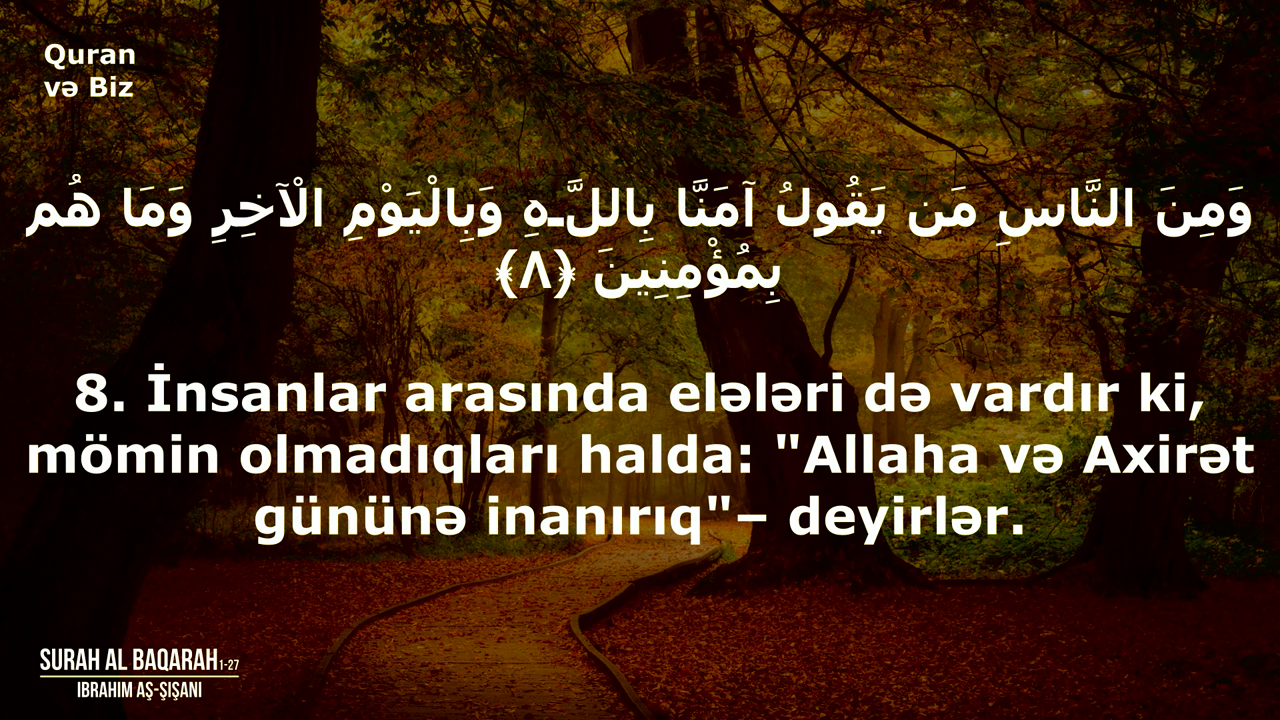 Quran
və Biz
وَمِنَ النَّاسِ مَن يَقُولُ آمَنَّا بِاللَّـهِ وَبِالْيَوْمِ الْآخِرِ وَمَا هُم
بِمُؤْمِنِينَ ﴿٨﴾
8. İnsanlar arasında elələri də vardır ki,
mömin olmadıqları halda: "Allaha və Axirət
gününə inanırıq"– deyirlər.
SURAH AL BAQARAH 1-27
IBRAHIM AŞ-ŞIŞANI